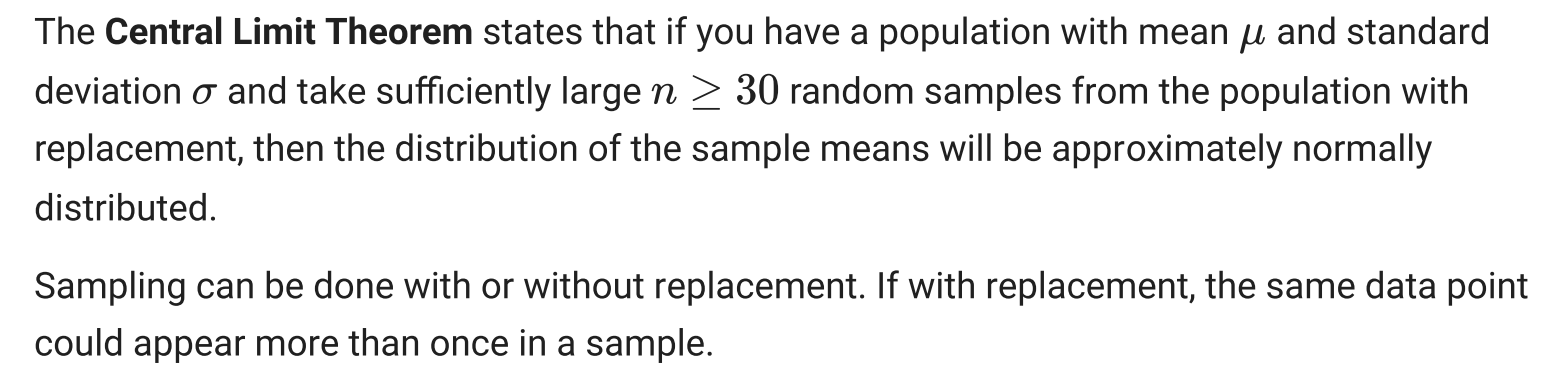 The Central Limit Theorem states that if you have a population with mean μ and standard
deviation σ and take sufficiently large n ≥ 30 random samples from the population with
replacement, then the distribution of the sample means will be approximately normally
distributed.
Sampling can be done with or without replacement. If with replacement, the same data point
could appear more than once in a sample.